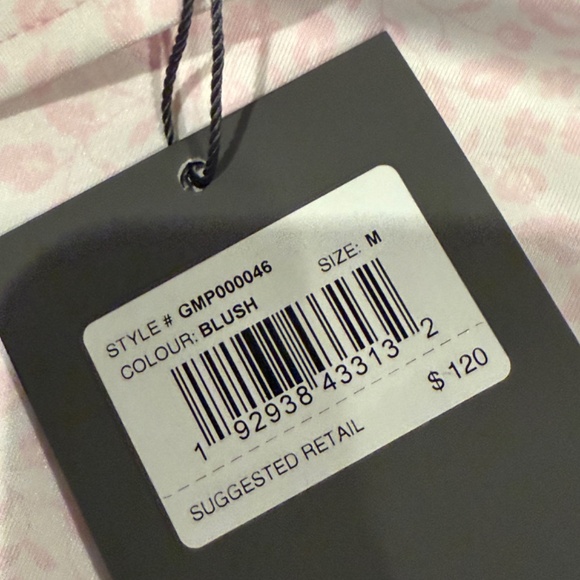 STYLE # GMP000046 SIZE: M
COLOUR: BLUSH
1 92938 43313 2
SUGGESTED RETAIL $ 120